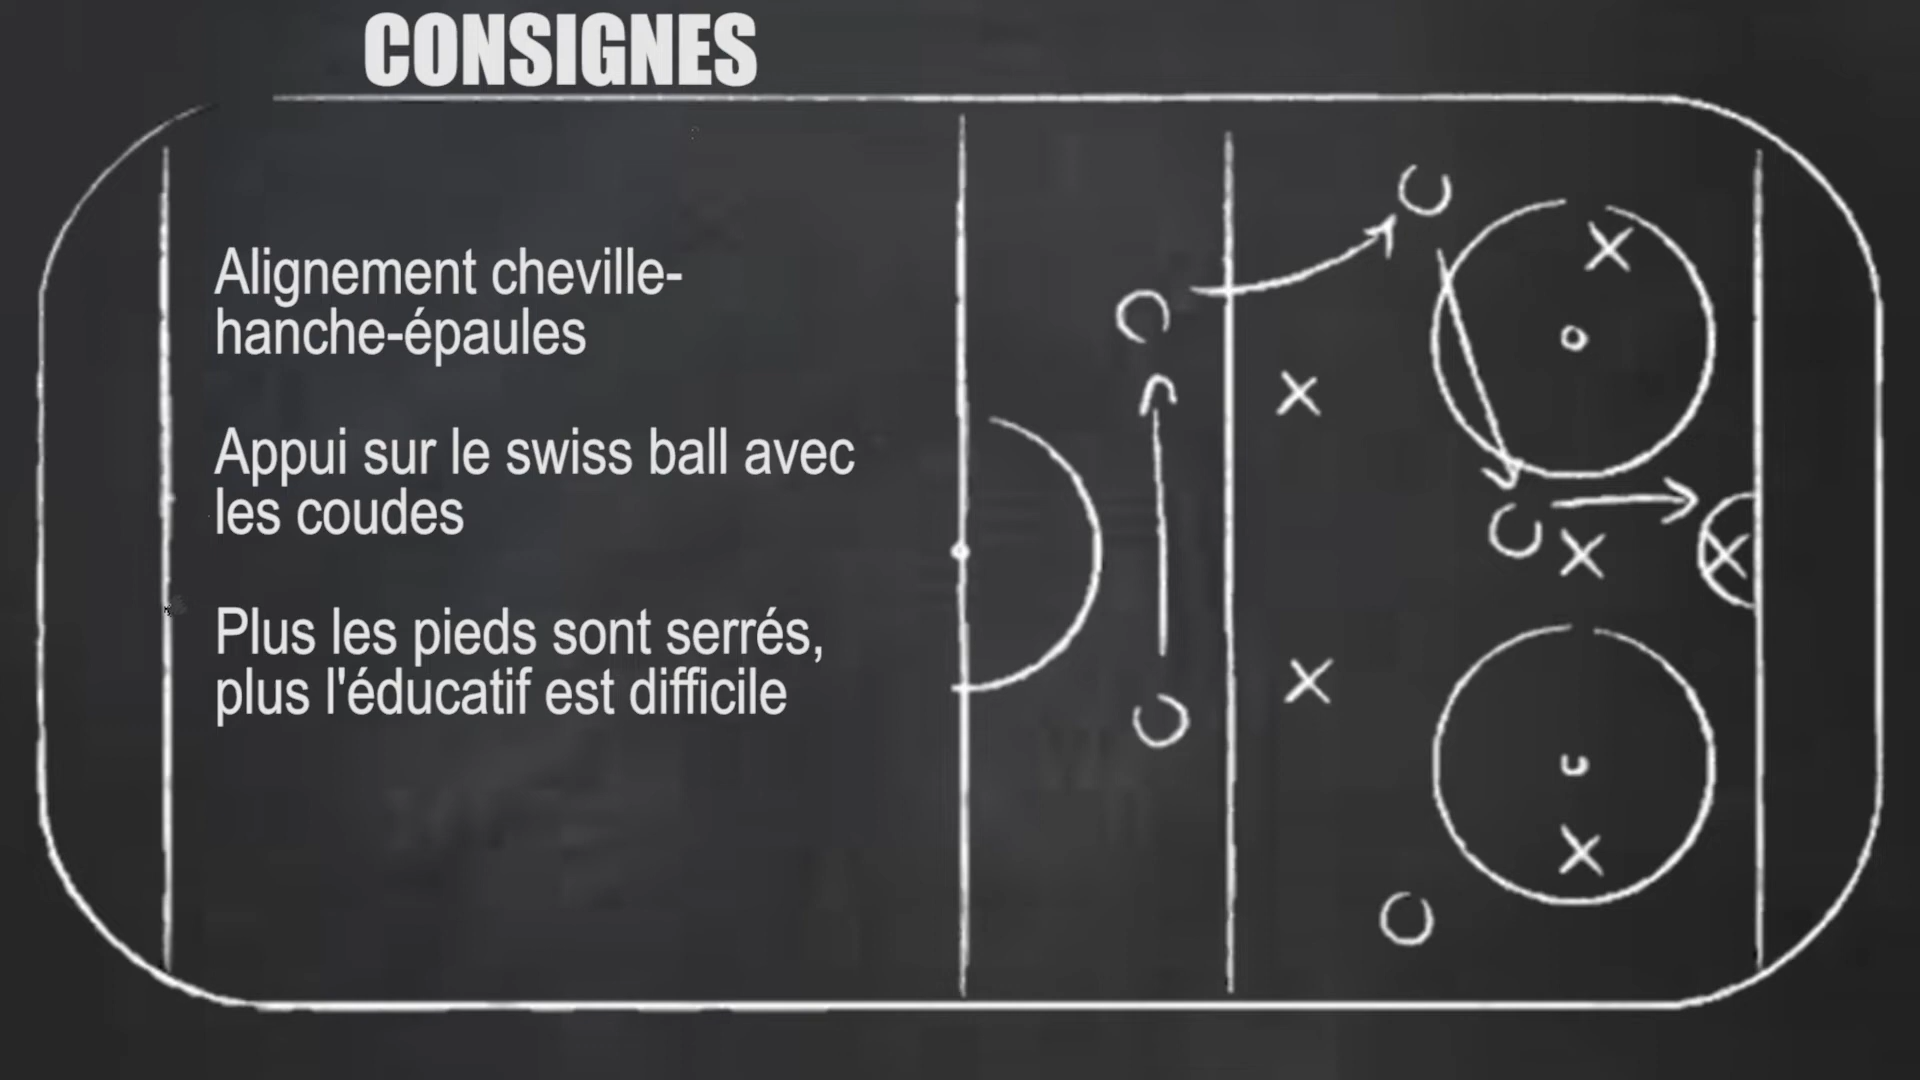 CONSIGNES
Alignement cheville-
hanche-épaules
Appui sur le swiss ball avec
les coudes
Plus les pieds sont serrés,
plus l'éducatif est difficile